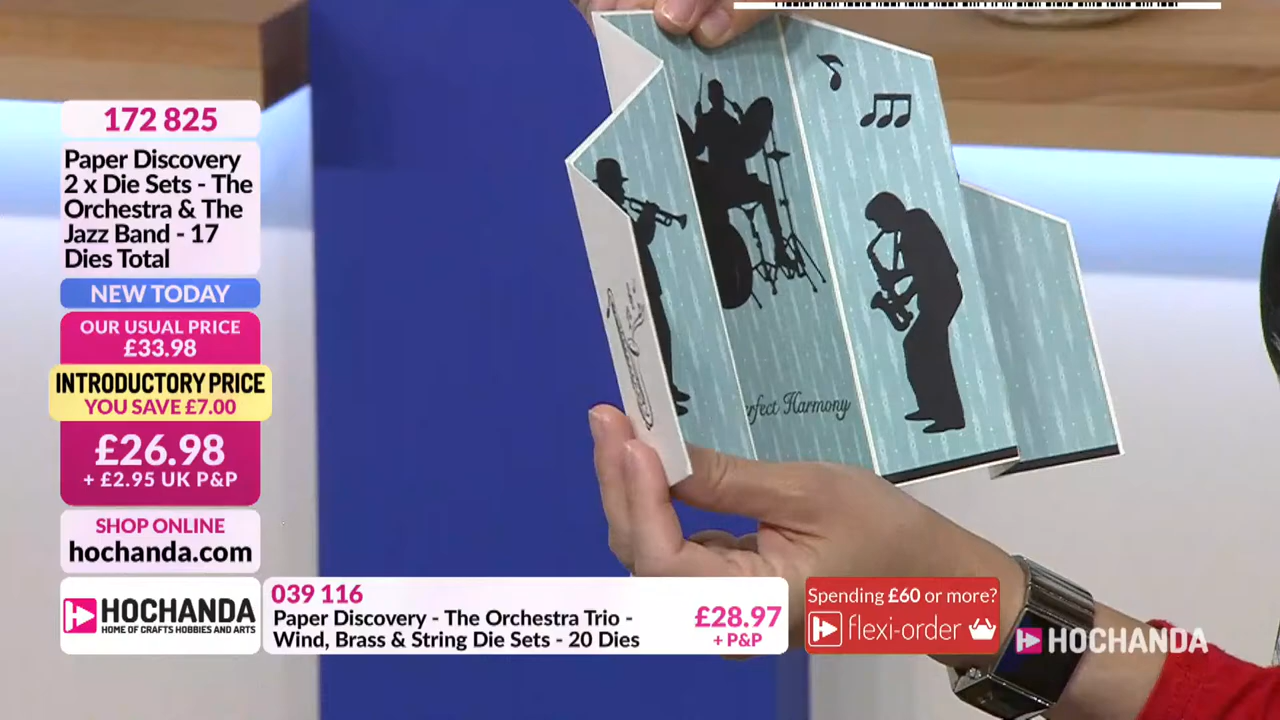 172 825
Paper Discovery
2 x Die Sets - The
Orchestra & The
Jazz Band - 17
Dies Total
NEW TODAY
OUR USUAL PRICE
£33.98
INTRODUCTORY PRICE
YOU SAVE £7.00
£26.98
+ £2.95 UK P&P
SHOP ONLINE
hochanda.com
HOCHANDA
HOME OF CRAFTS HOBBIES AND ARTS
039 116
Paper Discovery - The Orchestra Trio -
Wind, Brass & String Die Sets - 20 Dies
£28.97
+ P&P
Spending £60 or more?
flexi-order
HOCHANDA
Harmony